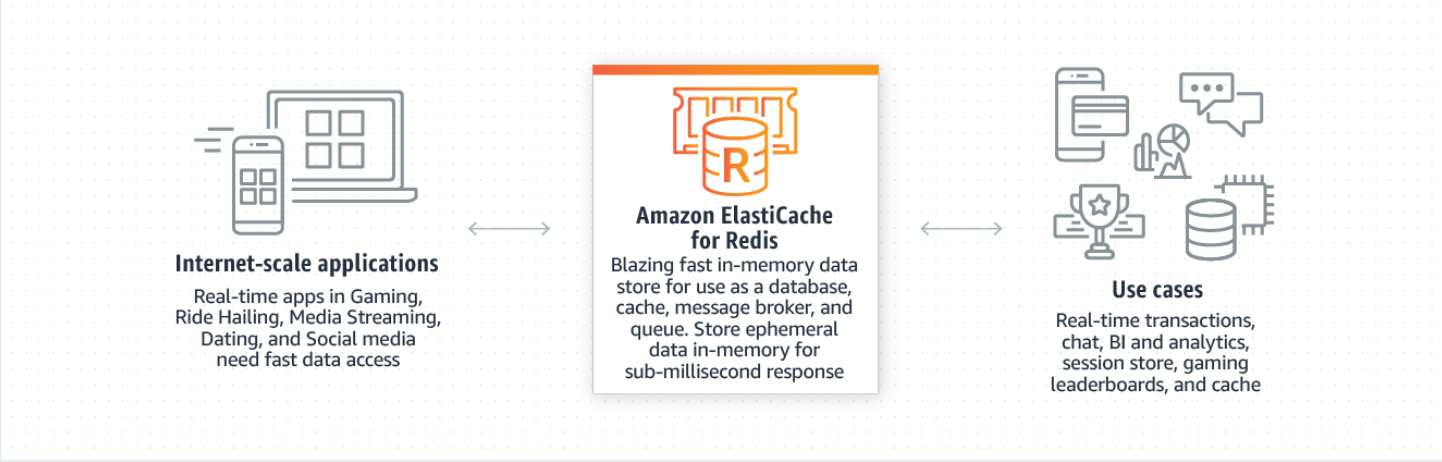 Internet-scale applications
Real-time apps in Gaming,
Ride Hailing, Media Streaming,
Dating, and Social media
need fast data access
R
Amazon ElastiCache
for Redis
Blazing fast in-memory data
store for use as a database,
cache, message broker, and
queue. Store ephemeral
data in-memory for
sub-millisecond response
Use cases
Real-time transactions,
chat, BI and analytics,
session store, gaming
leaderboards, and cache